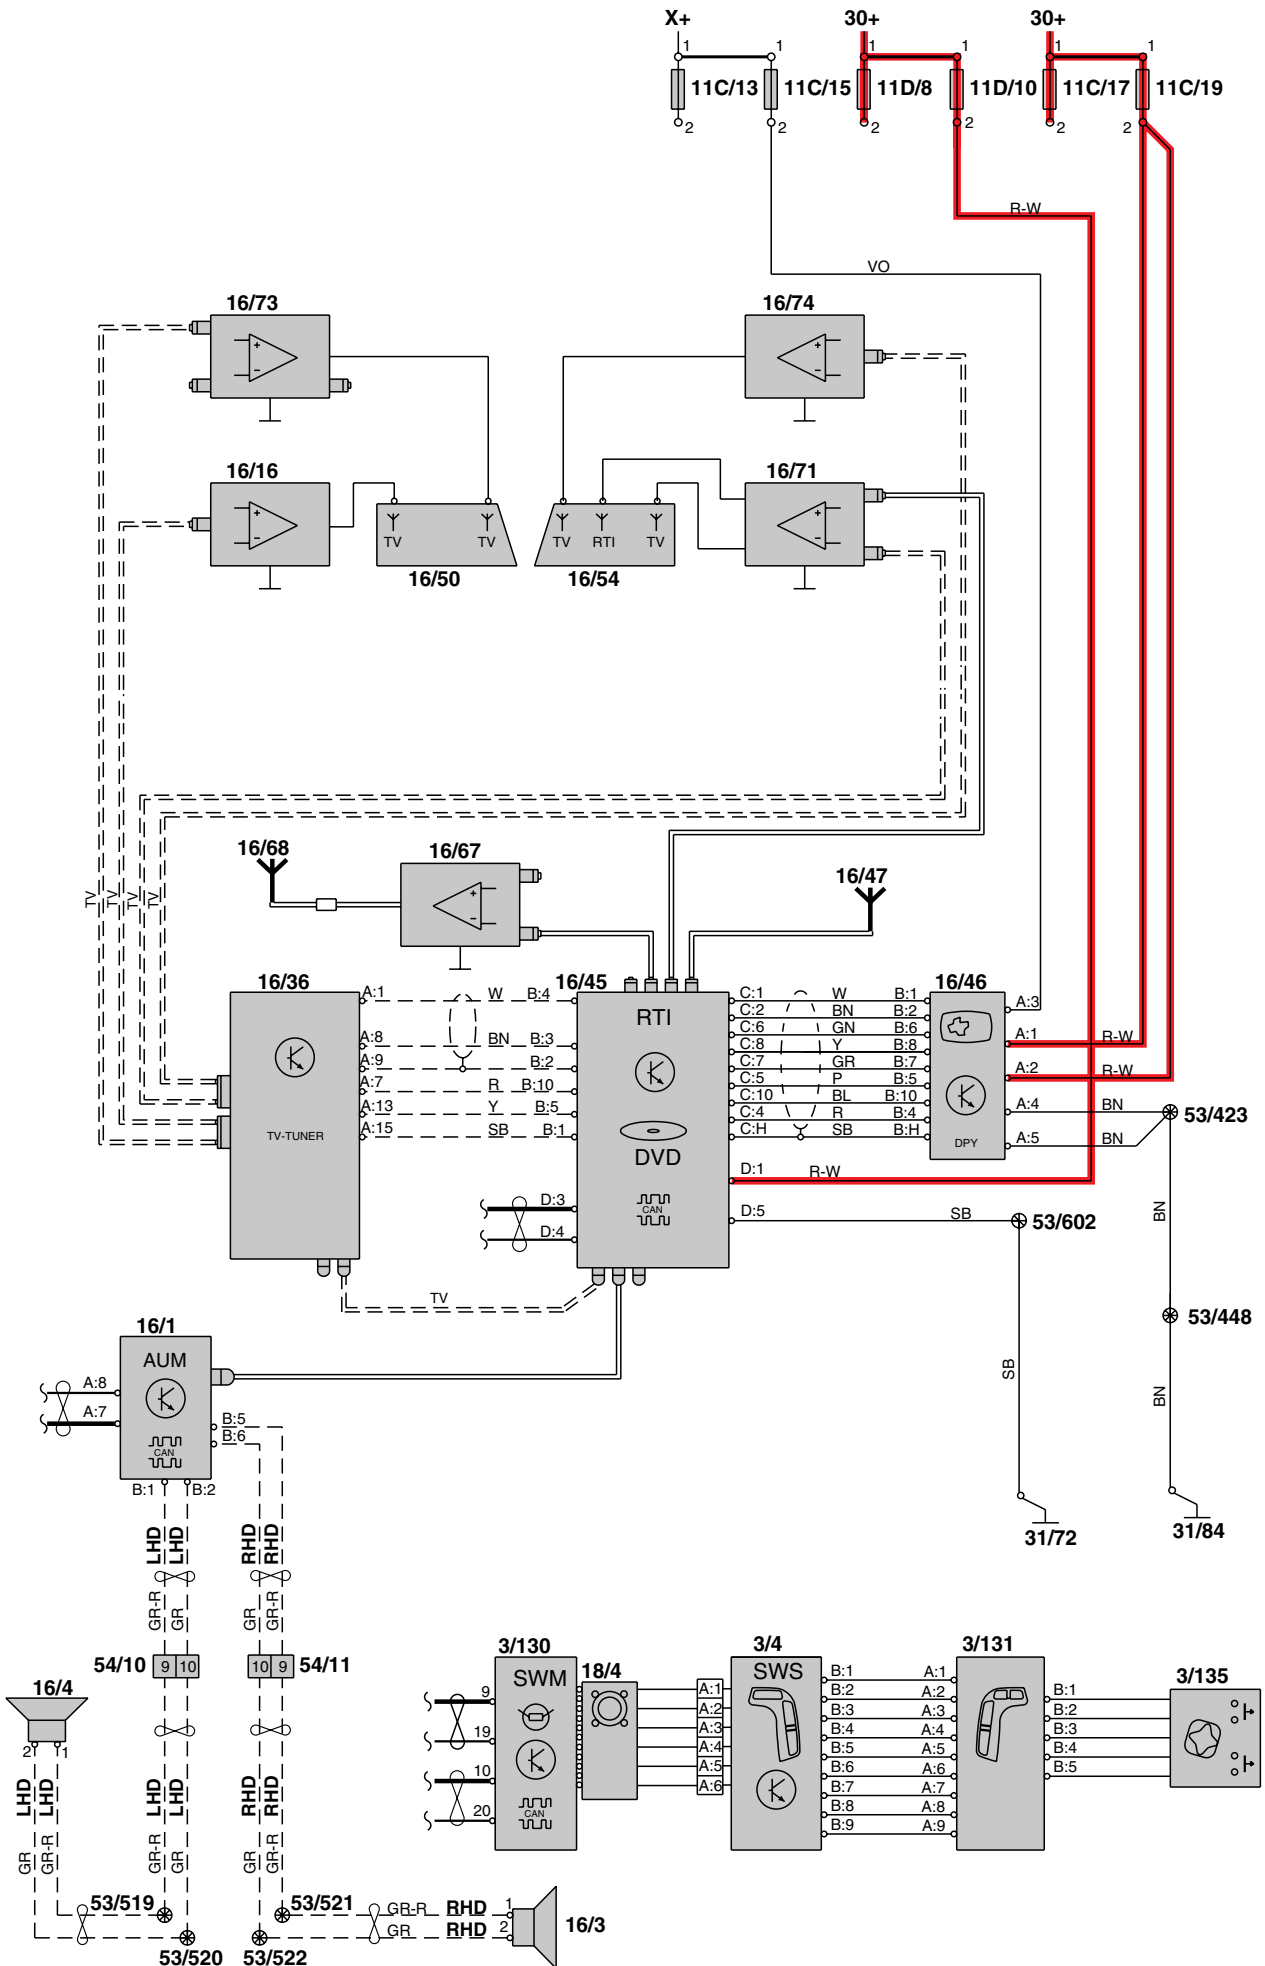 X+ 30+ 30+
1 1 1 1 1 1
11C/13 11C/15 11D/8 11D/10 11C/17 11C/19
2 2 2 2 2 2
R-W
VO
16/73 16/74
+ +
- -
16/16 16/71
+ +
- -
TV TV TV RTI TV
16/50 16/54
16/68 16/67 16/47
+
-
TV TV TV TV
16/36 16/45 16/46
A:1 W B:4 C:1 W B:1 A:3
RTI C:2 BN B:2
A:8 BN B:3 C:6 GN B:6 A:1 R-W
A:9 B:2 C:8 Y B:8
C:7 GR B:7 A:2 R-W
A:7 R B:10 C:5 P B:5
A:13 Y B:5 C:10 BL B:10 A:4 BN 53/423
C:4 R B:4
TV-TUNER A:15 SB B:1 C:H SB B:H DPY A:5 BN
DVD
D:1 R-W
D:3 CAN
D:4 D:5 SB 53/602 BN
TV
16/1 53/448
AUM
A:8 SB
A:7 B:5 BN
CAN B:6
B:1 B:2
LHD LHD RHD RHD 31/72 31/84
GR-R GR GR GR-R
54/10 9 10 10 9 54/11
3/130 18/4 3/4 3/131 3/135
16/4 SWM SWS
9 A:1 B:1 A:1 B:1
A:2 B:2 A:2 B:2
19 A:3 B:3 A:3 B:3
A:4 B:4 A:4 B:4
2 1 A:5 B:5 A:5 B:5
10 A:6 B:6 A:6
CAN B:7 A:7
20 B:8 A:8
B:9 A:9
LHD LHD LHD LHD RHD RHD
GR GR-R GR-R GR GR GR-R
53/519 53/521 GR-R RHD 1
GR RHD 2 16/3
53/520 53/522